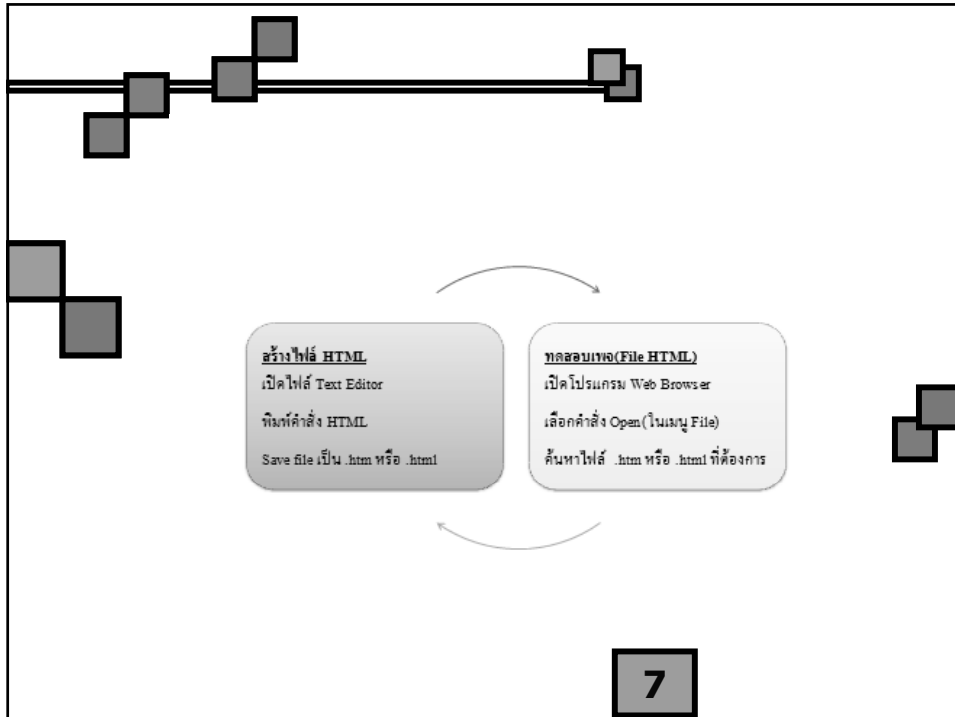 สร้างไฟล์ HTML
เปิดไฟล์ Text Editor
พิมพ์คำสั่ง HTML
Save file เป็น .htm หรือ .html
ทดสอบเพจ(File HTML)
เปิดโปรแกรม Web Browser
เลือกคำสั่ง Open(ในเมนู File)
ค้นหาไฟล์ .htm หรือ .html ที่ต้องการ
7